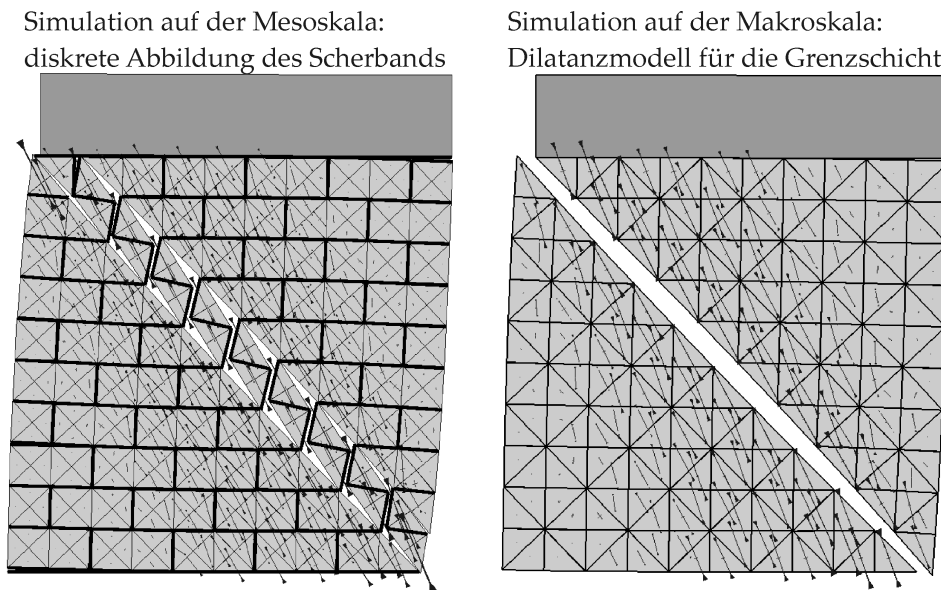 Simulation auf der Mesoskala:
diskrete Abbildung des Scherbands
Simulation auf der Makroskala:
Dilatanzmodell für die Grenzschicht